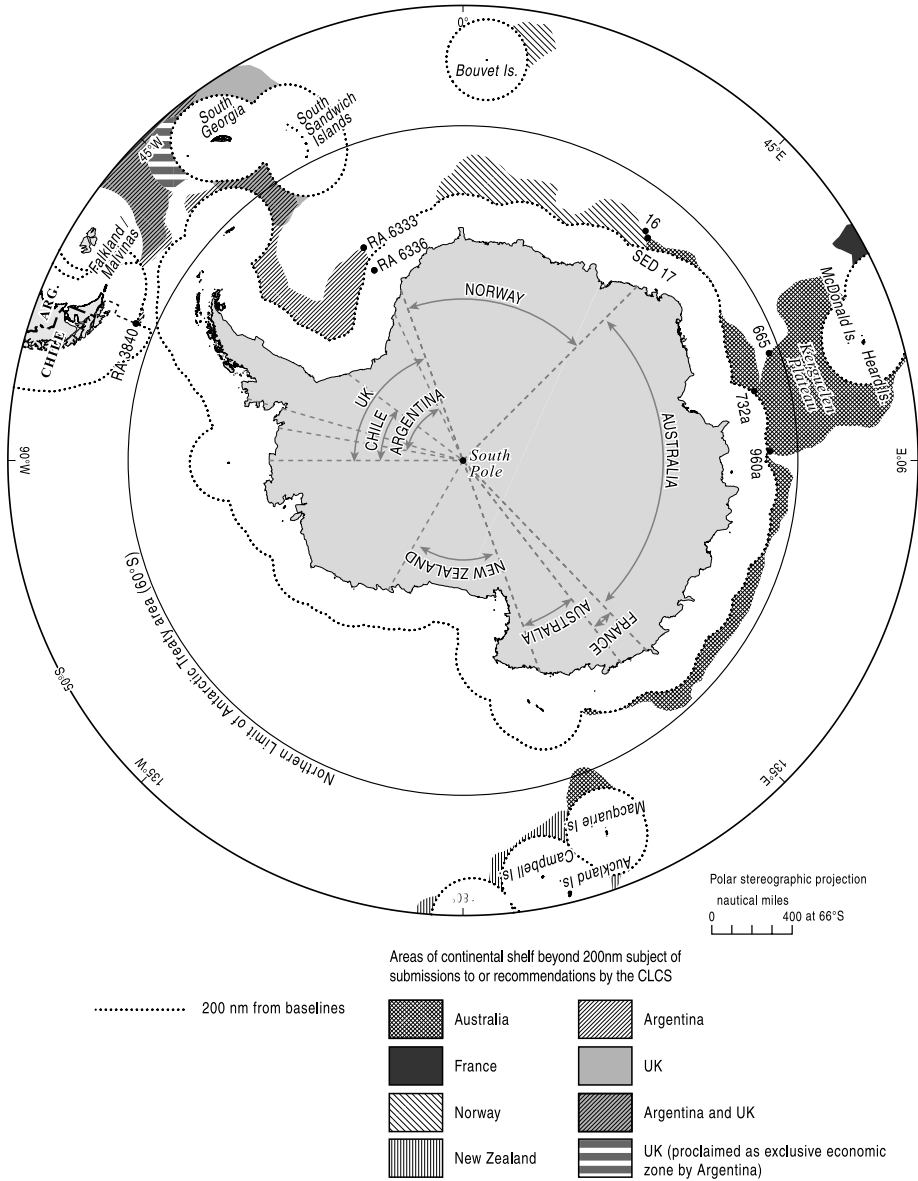 0°
Bouvet Is.
South
Georgia
South
Sandwich
Islands
45°W
45°E
Falkland /
Malvinas
ARG.
CHILE
RA 3840
RA 6333
RA 6336
16
SED 17
McDonald Is.
Heard Is.
Kerguelen
Plateau
665
732a
960a
NORWAY
UK
CHILE
ARGENTINA
AUSTRALIA
South
Pole
90°W
90°E
NEW ZEALAND
AUSTRALIA
FRANCE
Northern Limit of Antarctic Treaty area (60°S)
50°S
135°W
135°E
Macquarie Is.
Campbell Is.
Auckland Is.
180°
Polar stereographic projection
nautical miles
0 400 at 66°S
Areas of continental shelf beyond 200nm subject of
submissions to or recommendations by the CLCS
200 nm from baselines
Australia
Argentina
France
UK
Norway
Argentina and UK
New Zealand
UK (proclaimed as exclusive economic
zone by Argentina)